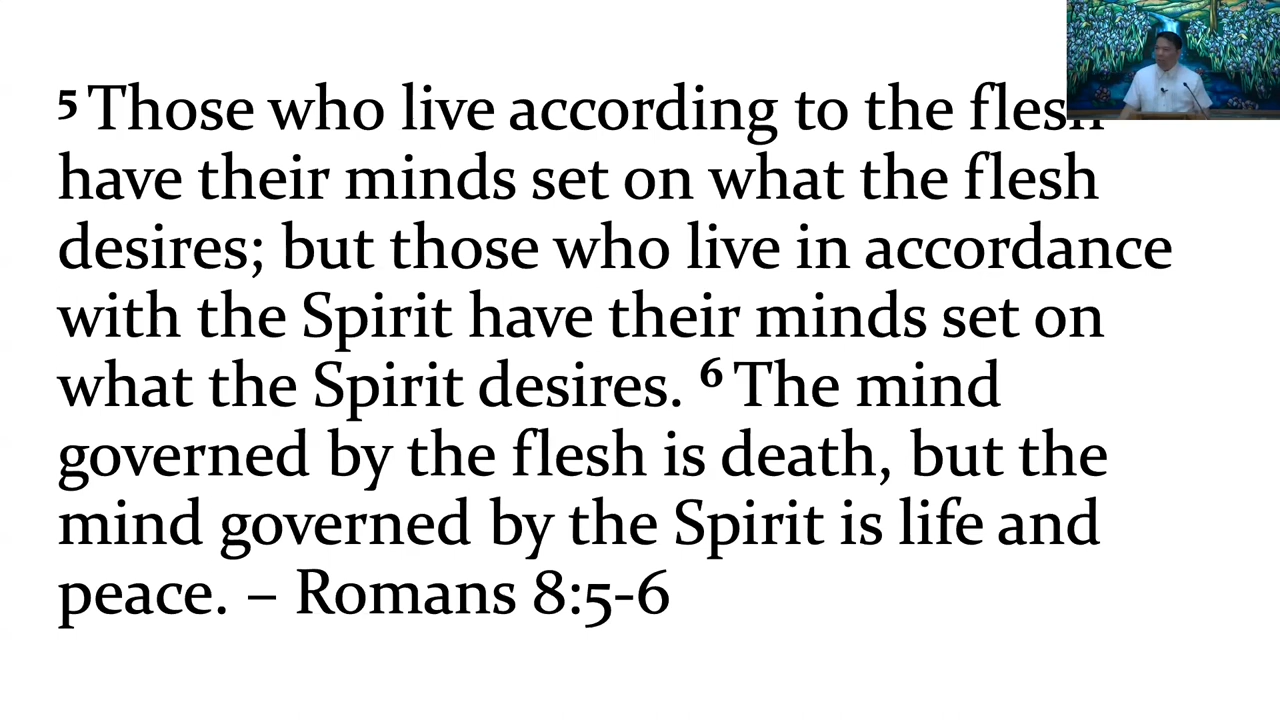 5 Those who live according to the flesh
have their minds set on what the flesh
desires; but those who live in accordance
with the Spirit have their minds set on
what the Spirit desires. 6 The mind
governed by the flesh is death, but the
mind governed by the Spirit is life and
peace. – Romans 8:5-6